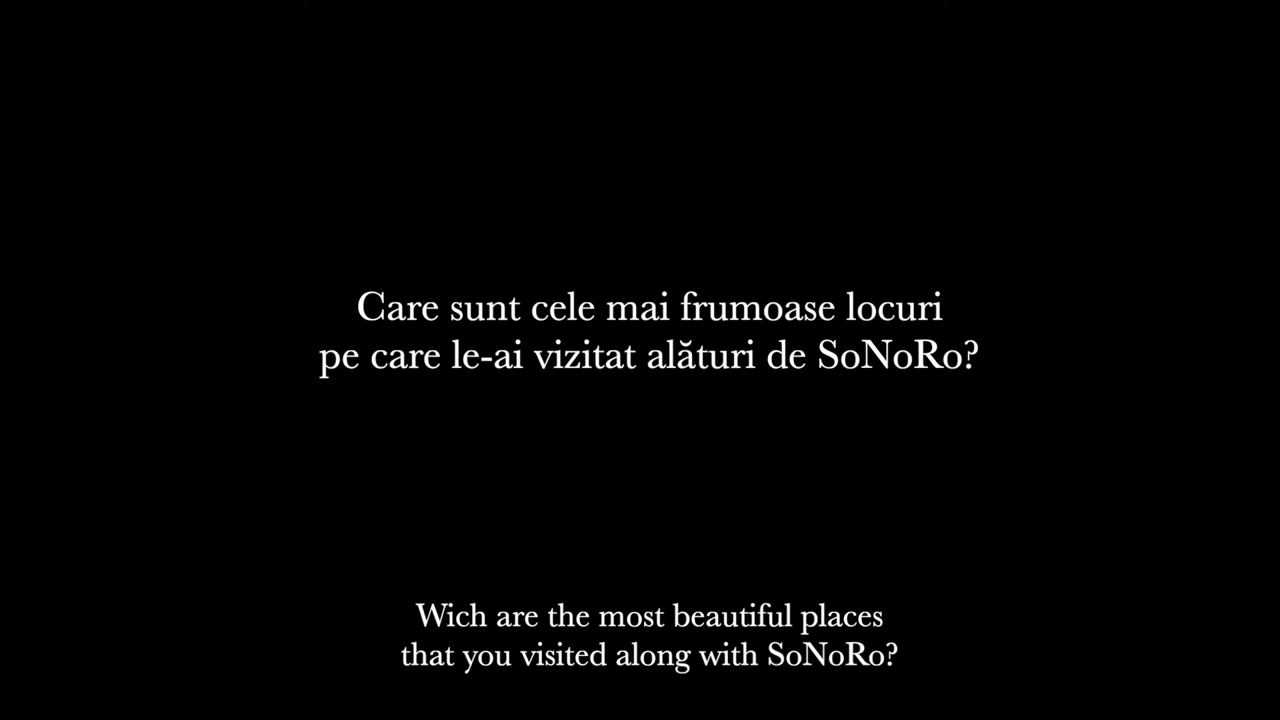 Care sunt cele mai frumoase locuri
pe care le-ai vizitat alături de SoNoRo?
Wich are the most beautiful places
that you visited along with SoNoRo?